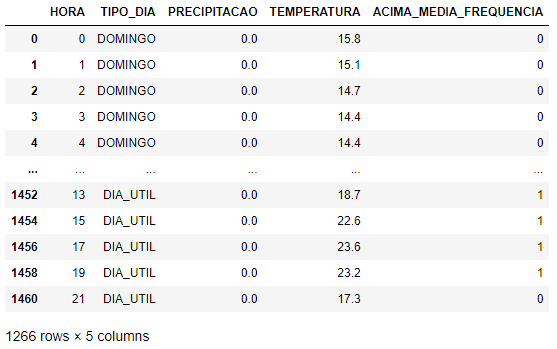 HORA TIPO_DIA PRECIPITACAO TEMPERATURA ACIMA_MEDIA_FREQUENCIA
0 0 DOMINGO 0.0 15.8 0
1 1 DOMINGO 0.0 15.1 0
2 2 DOMINGO 0.0 14.7 0
3 3 DOMINGO 0.0 14.4 0
4 4 DOMINGO 0.0 14.4 0
... ... ... ... ... ...
1452 13 DIA_UTIL 0.0 18.7 1
1454 15 DIA_UTIL 0.0 22.6 1
1456 17 DIA_UTIL 0.0 23.6 1
1458 19 DIA_UTIL 0.0 23.2 1
1460 21 DIA_UTIL 0.0 17.3 0
1266 rows × 5 columns